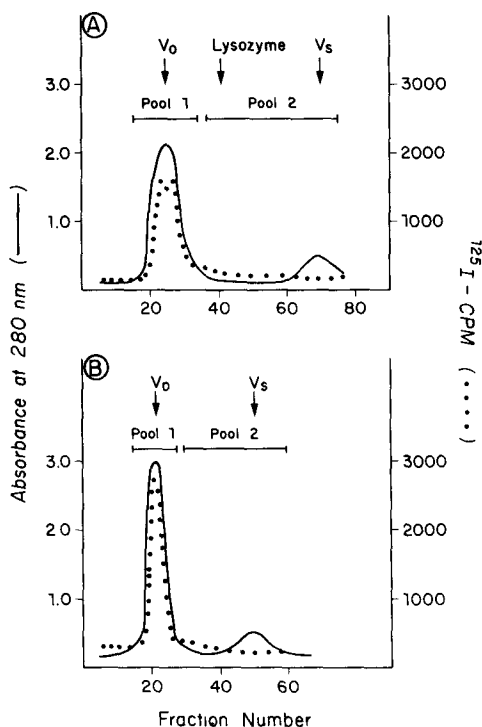 A
Vo Lysozyme Vs
3.0 3000
Pool 1 Pool 2
2.0 2000
1.0 1000
20 40 60 80
B
VD Vs
Pool 1 Pool 2
3.0 3000
2.0 2000
1.0 1000
20 40 60
Fraction Number
Absorbance at 280 nm (——)
125I - CPM (••••)